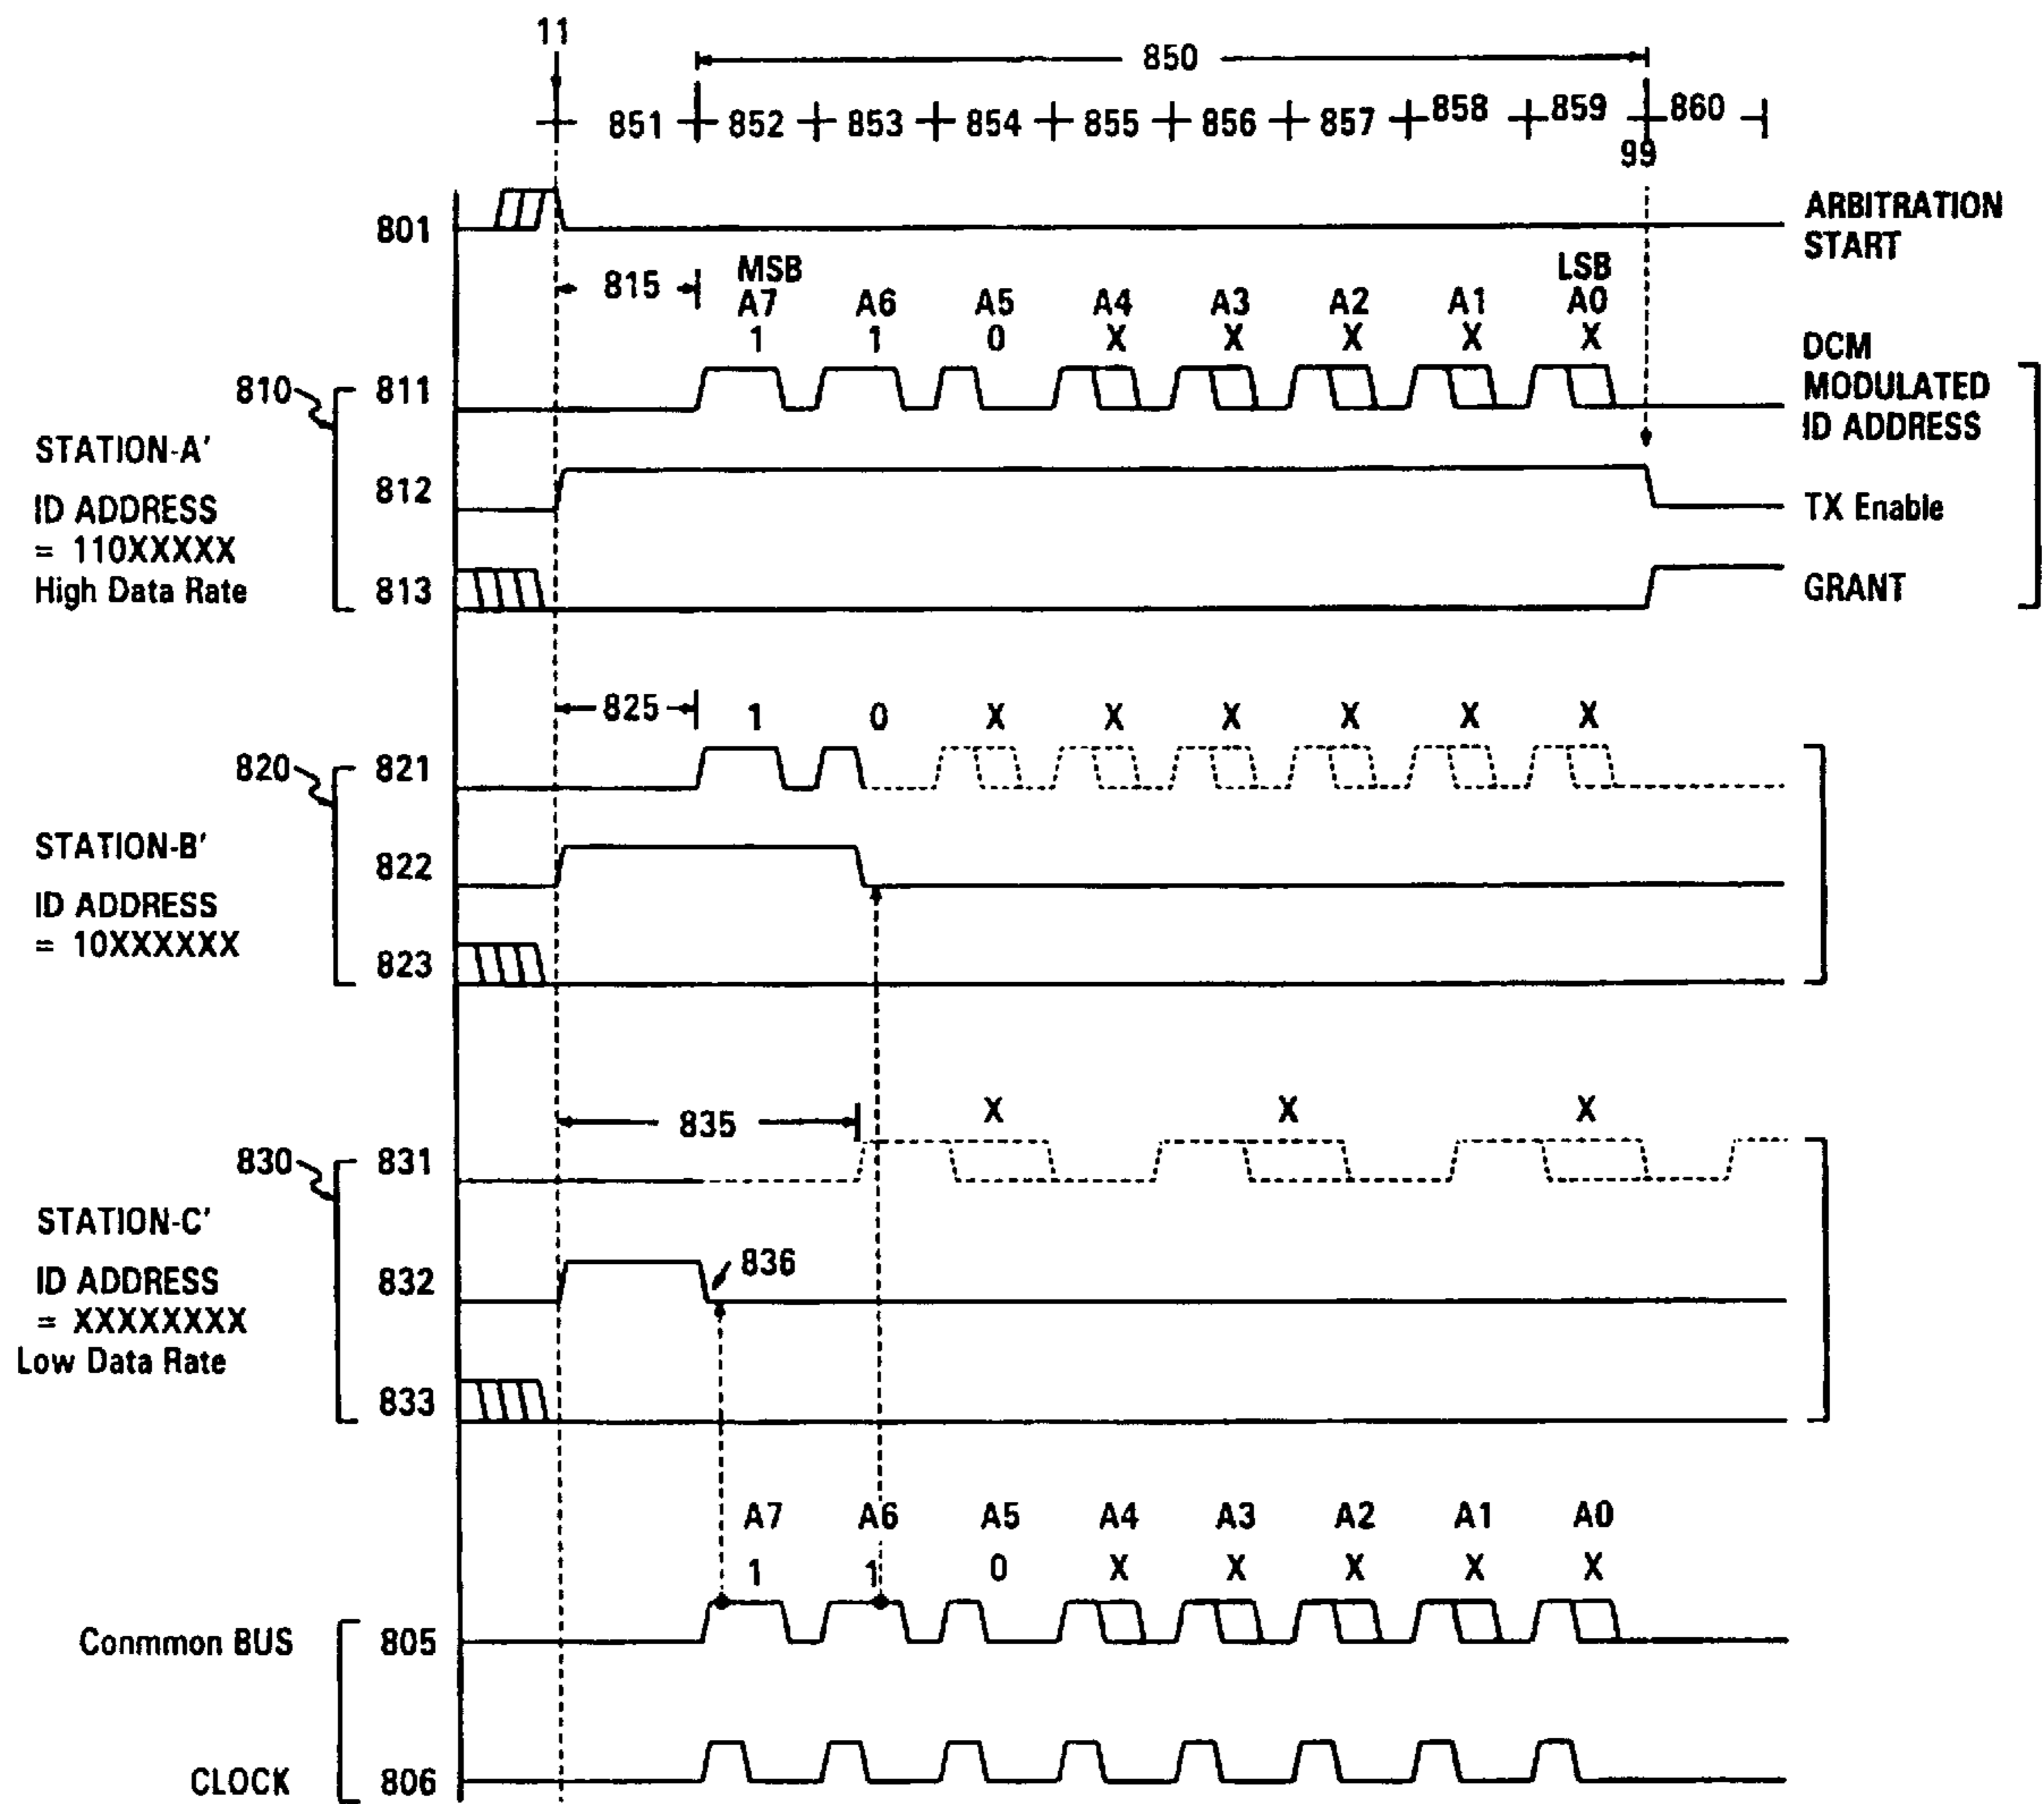 11
850
851 852 853 854 855 856 857 858 859 860
99
801
ARBITRATION
START
815
MSB
LSB
A7 A6 A5 A4 A3 A2 A1 A0
1 1 0 X X X X X
810
811
DCM
MODULATED
ID ADDRESS
STATION-A'
812
TX Enable
ID ADDRESS
= 110XXXXX
High Data Rate
813
GRANT
825
1 0 X X X X X X
820
821
STATION-B'
822
ID ADDRESS
= 10XXXXXX
823
835
X X X
830
831
STATION-C'
832
836
ID ADDRESS
= XXXXXXXX
Low Data Rate
833
A7 A6 A5 A4 A3 A2 A1 A0
1 1 0 X X X X X
Conmmon BUS
805
CLOCK
806